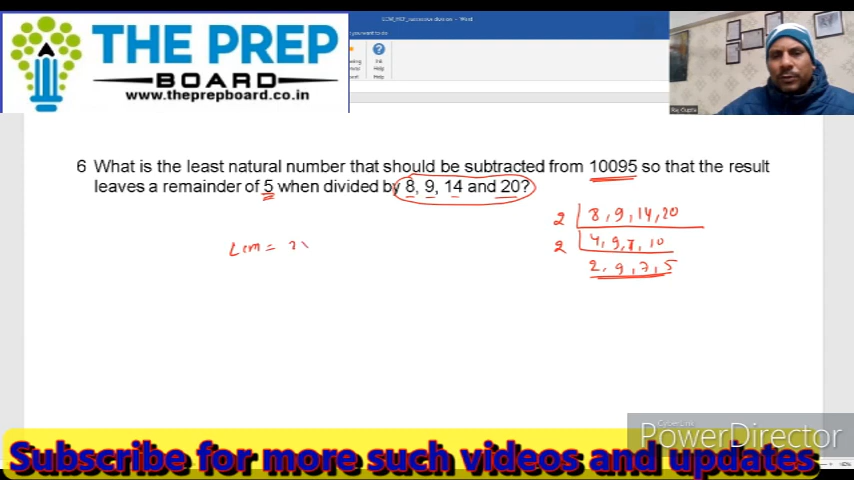 THE PREP
BOARD
www.theprepboard.co.in
6 What is the least natural number that should be subtracted from 10095 so that the result
leaves a remainder of 5 when divided by 8, 9, 14 and 20?
2 | 8, 9, 14, 20
2 | 4, 9, 7, 10
2, 9, 7, 5
Lcm =
CyberLink
PowerDirector
Subscribe for more such videos and updates